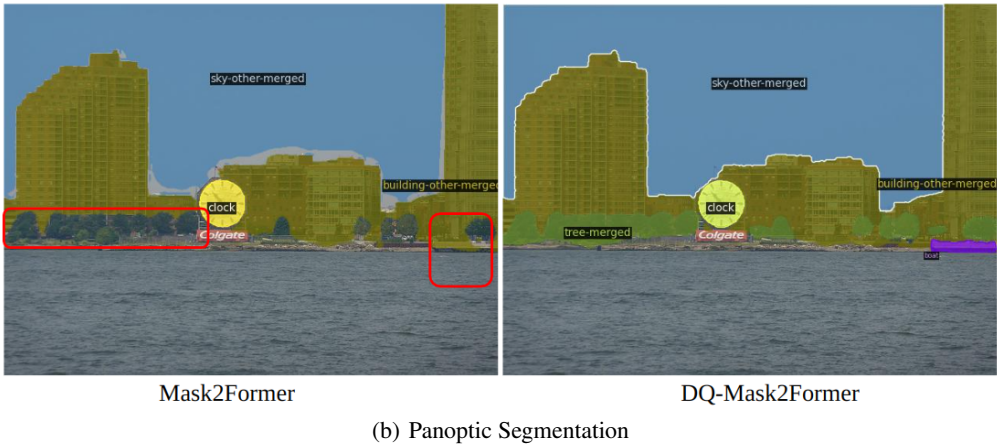 sky-other-merged
building-other-merged
clock
Colgate
sky-other-merged
building-other-merged
clock
Colgate
tree-merged
boat
Mask2Former
DQ-Mask2Former
(b) Panoptic Segmentation